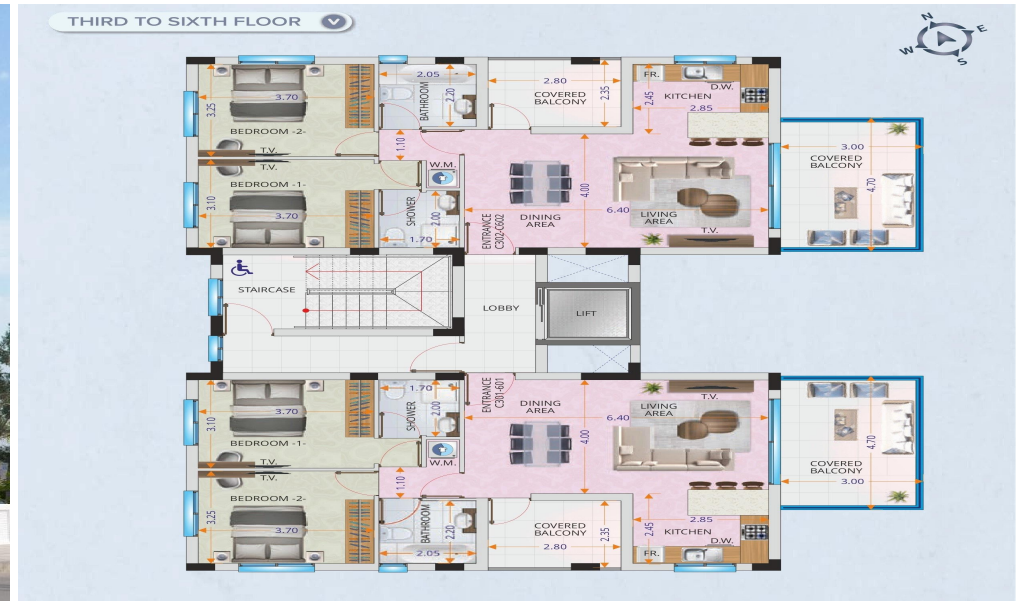 THIRD TO SIXTH FLOOR
N
E
W
S
2.05
BATHROOM
2.20
2.80
COVERED
BALCONY
2.35
FR.
D.W.
KITCHEN
2.45
2.85
3.70
3.25
BEDROOM -2-
T.V.
1.10
W.M.
T.V.
BEDROOM -1-
3.10
3.70
SHOWER
2.00
1.70
ENTRANCE
C302-C602
DINING
AREA
4.00
6.40
LIVING
AREA
T.V.
3.00
COVERED
BALCONY
4.70
STAIRCASE
LOBBY
LIFT
3.70
3.10
BEDROOM -1-
T.V.
1.70
SHOWER
2.00
W.M.
ENTRANCE
C301-601
DINING
AREA
4.00
6.40
LIVING
AREA
T.V.
4.70
COVERED
BALCONY
3.00
T.V.
BEDROOM -2-
3.25
3.70
1.10
BATHROOM
2.20
2.05
COVERED
BALCONY
2.80
2.35
2.45
2.85
KITCHEN
D.W.
FR.